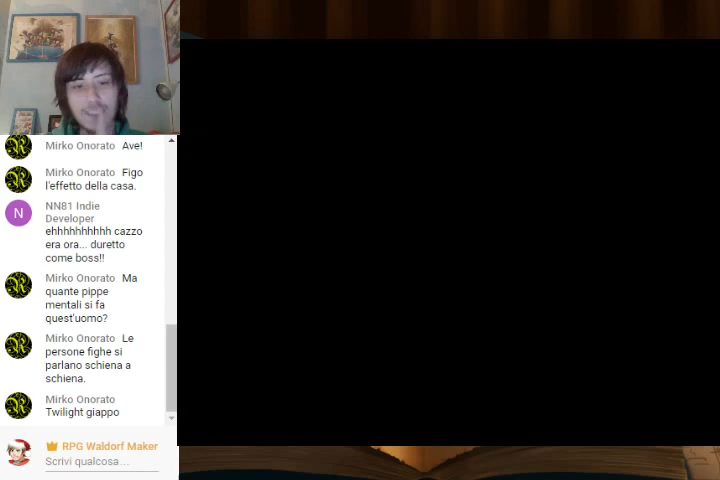 Mirko Onorato Ave!
Mirko Onorato Figo
l'effetto della casa.
N
NN81 Indie
Developer
ehhhhhhhhhh cazzo
era ora... duretto
come boss!!
Mirko Onorato Ma
quante pippe
mentali si fa
quest'uomo?
Mirko Onorato Le
persone fighe si
parlano schiena a
schiena.
Mirko Onorato
Twilight giappo
RPG Waldorf Maker
Scrivi qualcosa...